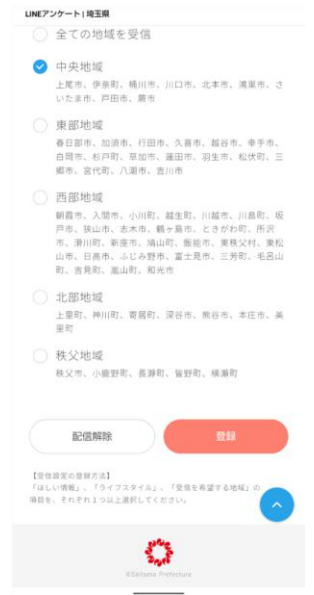 LINEアンケート | 埼玉県
全ての地域を受信
中央地域
上尾市、伊奈町、桶川市、川口市、北本市、鴻巣市、さ
いたま市、戸田市、蕨市
東部地域
春日部市、加須市、行田市、久喜市、越谷市、幸手市、
白岡市、杉戸町、草加市、蓮田市、羽生市、松伏町、三
郷市、宮代町、八潮市、吉川市
西部地域
朝霞市、入間市、小川町、越生町、川越市、川島町、坂
戸市、狭山市、志木市、鶴ヶ島市、ときがわ町、所沢
市、滑川町、新座市、鳩山町、飯能市、東秩父村、東松
山市、日高市、ふじみ野市、富士見市、三芳町、毛呂山
町、吉見町、嵐山町、和光市
北部地域
上里町、神川町、寄居町、深谷市、熊谷市、本庄市、美
里町
秩父地域
秩父市、小鹿野町、長瀞町、皆野町、横瀬町
配信解除
登録
【受信設定の登録方法】
「ほしい情報」、「ライフスタイル」、「受信を希望する地域」の
項目を、それぞれ1つ以上選択してください。
©Saitama Prefecture